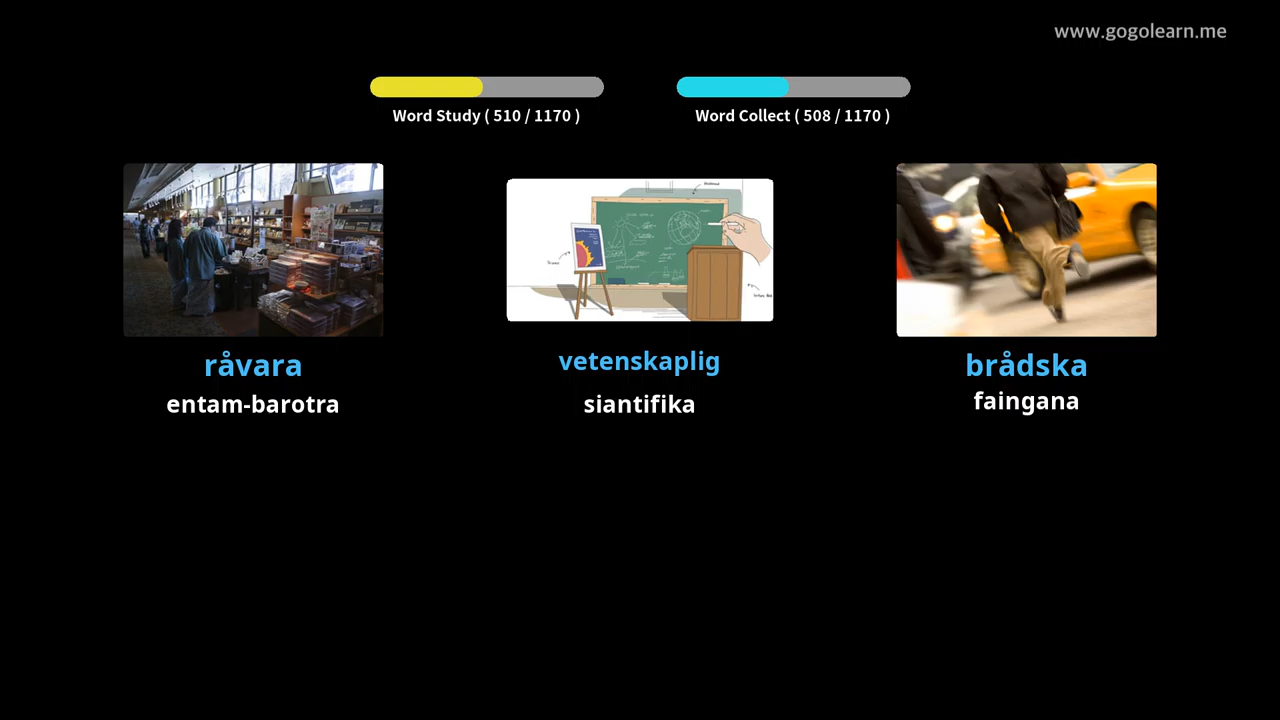 www.gogolearn.me
Word Study ( 510 / 1170 )
Word Collect ( 508 / 1170 )
råvara
vetenskaplig
brådska
entam-barotra
siantifika
faingana